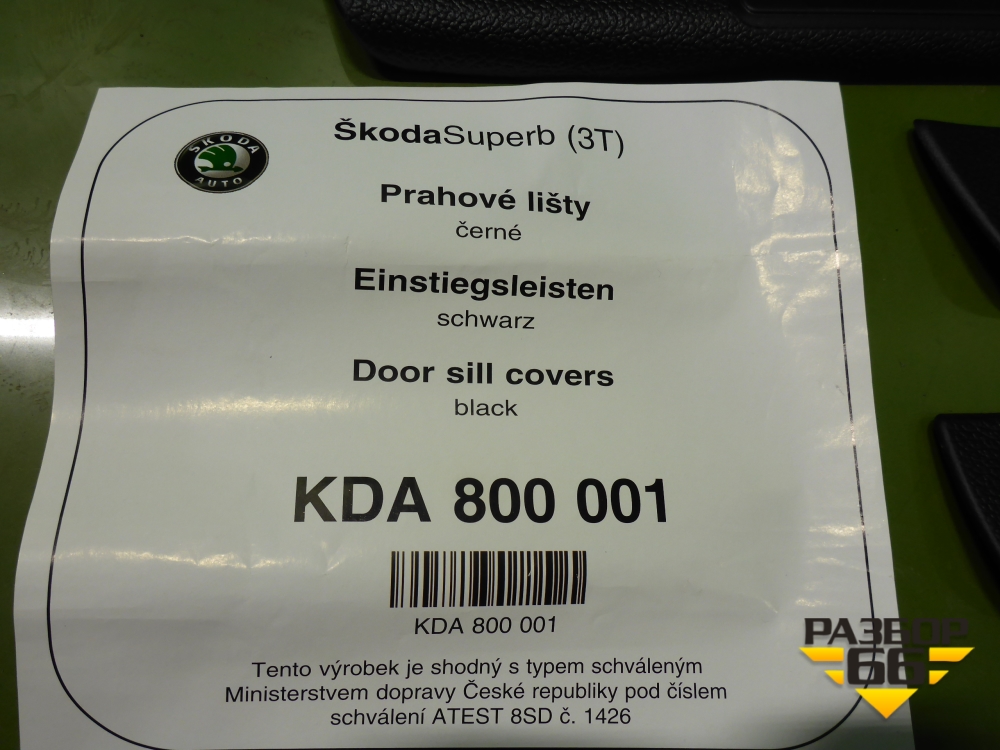 ŠkodaSuperb (3T)
ŠKODA
AUTO
Prahové lišty
černé
Einstiegsleisten
schwarz
Door sill covers
black
KDA 800 001
KDA 800 001
Tento výrobek je shodný s typem schváleným
Ministerstvem dopravy České republiky pod číslem
schválení ATEST 8SD č. 1426
РАЗБОР
66